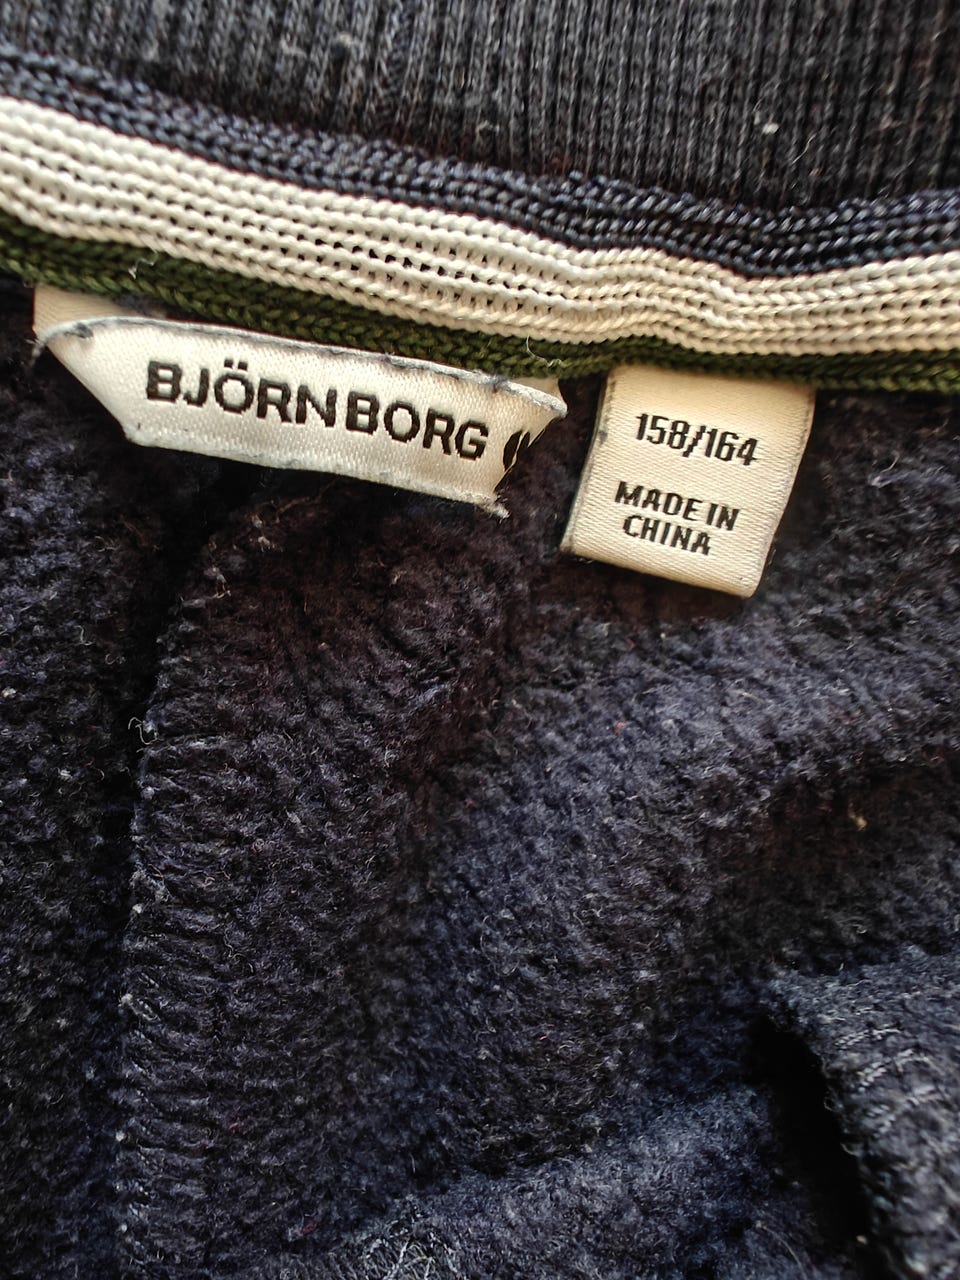 BJÖRN BORG
158/164
MADE IN
CHINA